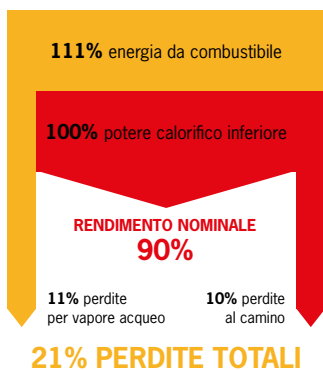 111% energia da combustibile
100% potere calorifico inferiore
RENDIMENTO NOMINALE
90%
11% perdite
per vapore acqueo
10% perdite
al camino
21% PERDITE TOTALI